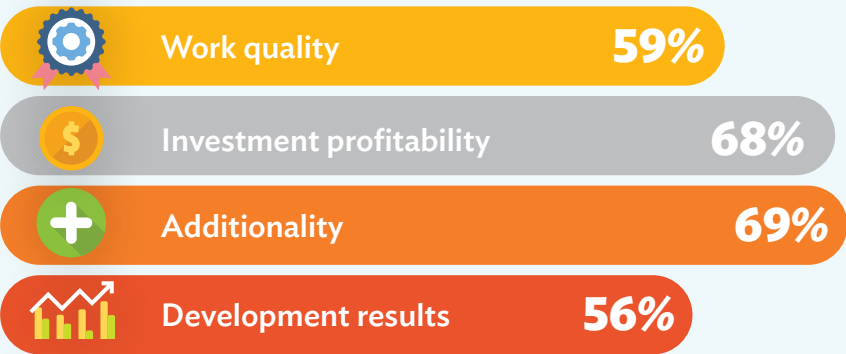 Work quality 59%
$
Investment profitability 68%
Additionality 69%
Development results 56%